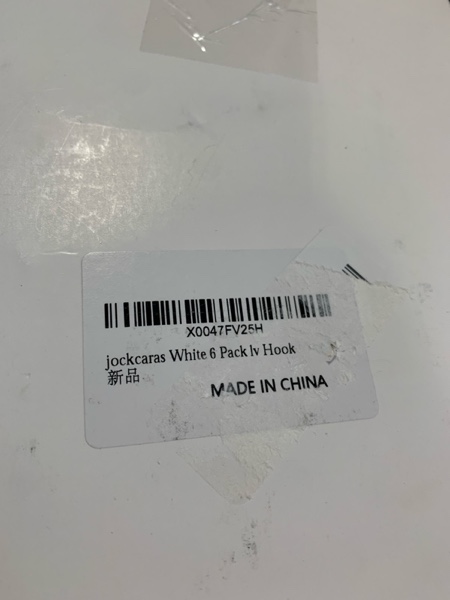 X0047FV25H
jockcaras White 6 Pack lv Hook
新品
MADE IN CHINA